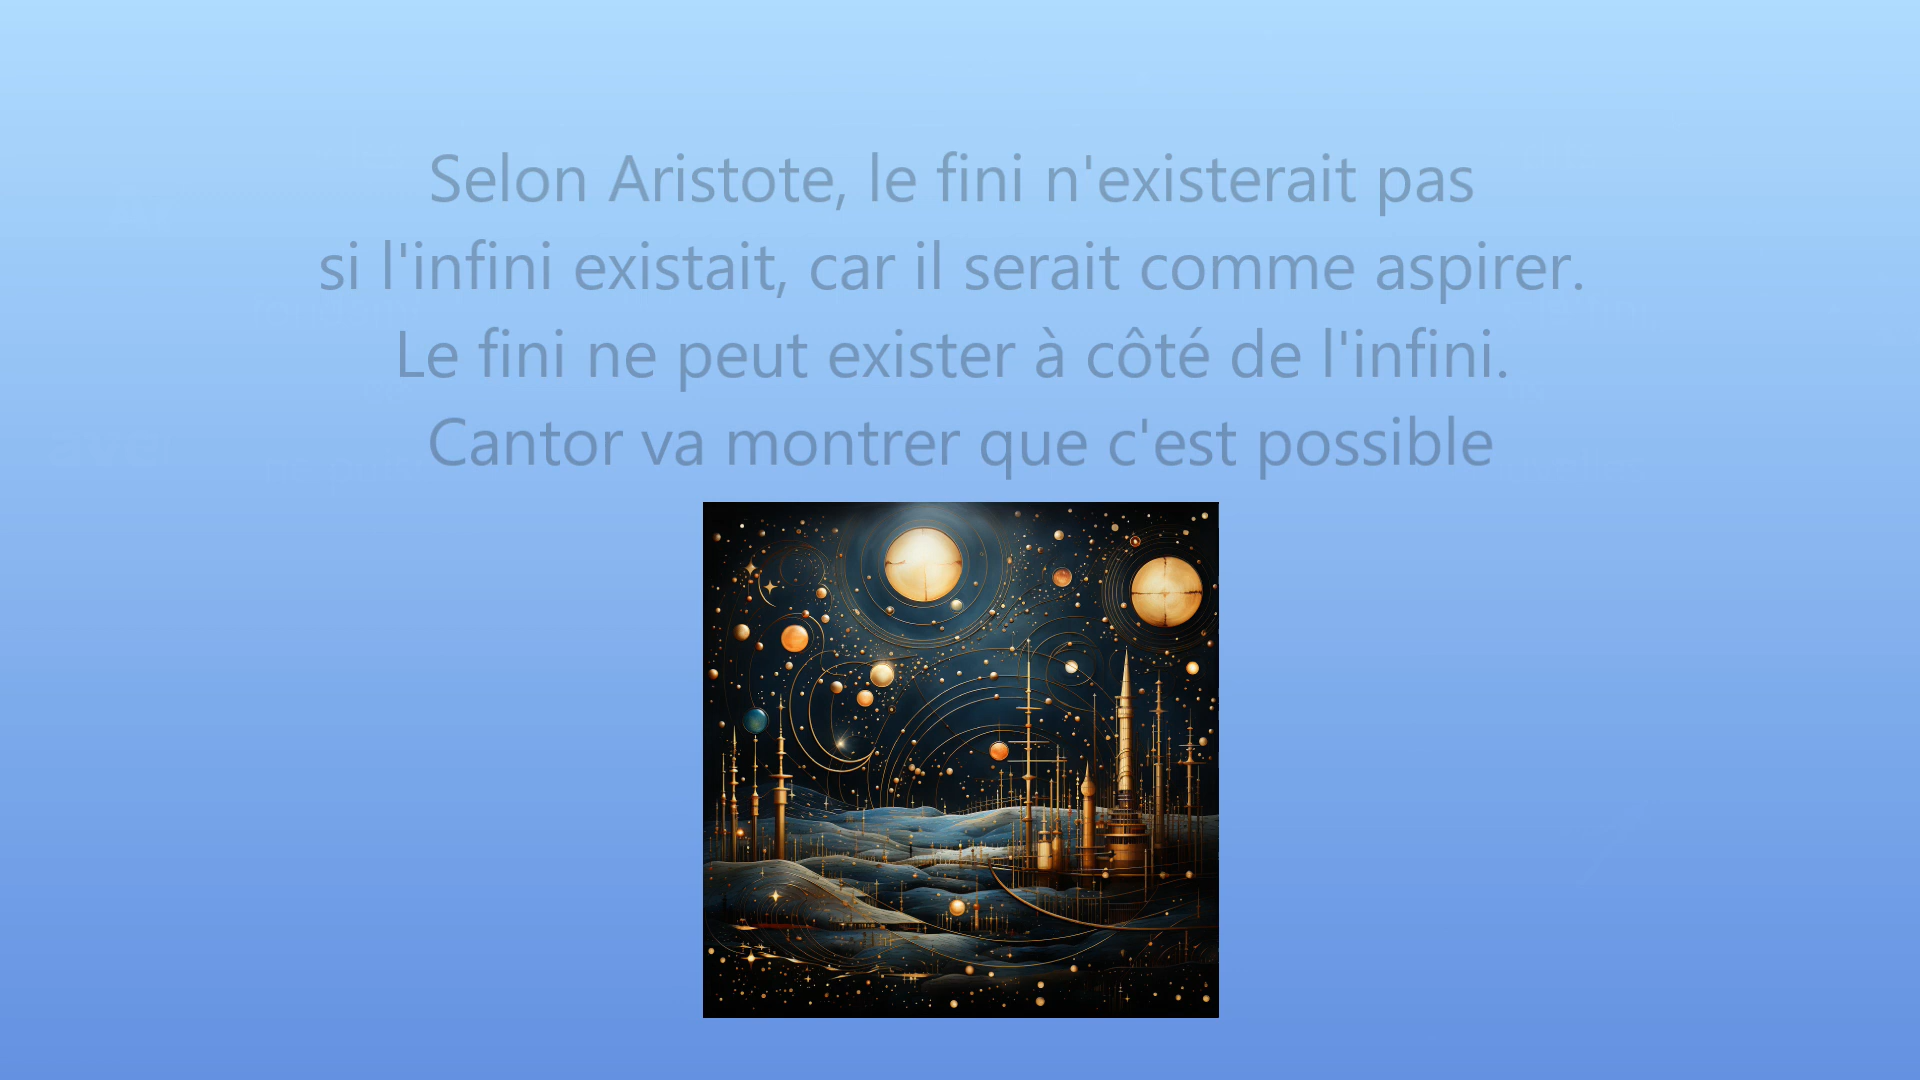 Selon Aristote, le fini n'existerait pas
si l'infini existait, car il serait comme aspirer.
Le fini ne peut exister à côté de l'infini.
Cantor va montrer que c'est possible